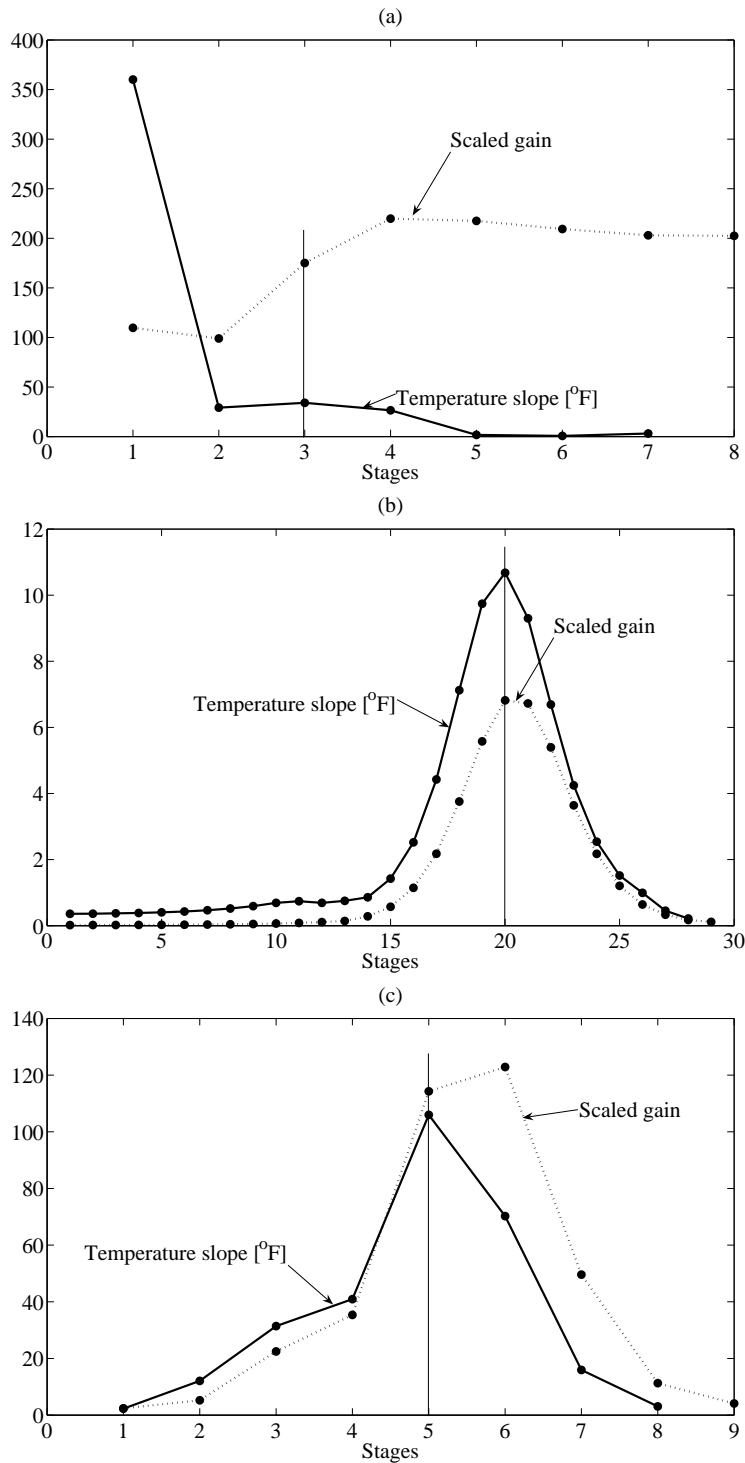 (a)
400
350
300
250
200
150
100
50
0
Scaled gain
Temperature slope [°F]
0 1 2 3 4 5 6 7 8
Stages
(b)
12
10
8
6
4
2
0
Scaled gain
Temperature slope [°F]
0 5 10 15 20 25 30
Stages
(c)
140
120
100
80
60
40
20
0
Scaled gain
Temperature slope [°F]
0 1 2 3 4 5 6 7 8 9
Stages